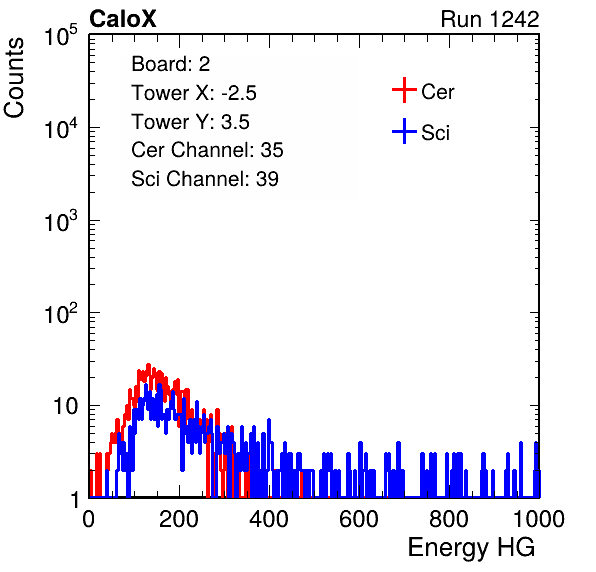 CaloX Run 1242
Counts
Board: 2
Tower X: -2.5
Tower Y: 3.5
Cer Channel: 35
Sci Channel: 39
Cer
Sci
10^5
10^4
10^3
10^2
10
1
0 200 400 600 800 1000
Energy HG